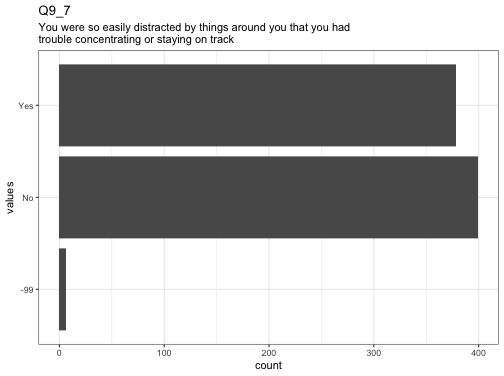 Q9_7
You were so easily distracted by things around you that you had
trouble concentrating or staying on track
Yes
No
-99
values
0
100
200
300
400
count